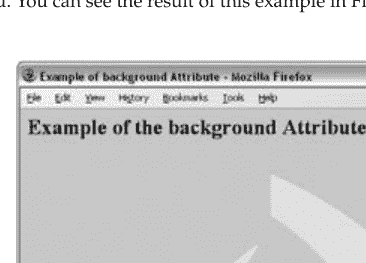 . You can see the result of this example in Fi
Example of background Attribute - Mozilla Firefox
File Edit View History Bookmarks Tools Help
Example of the background Attribute